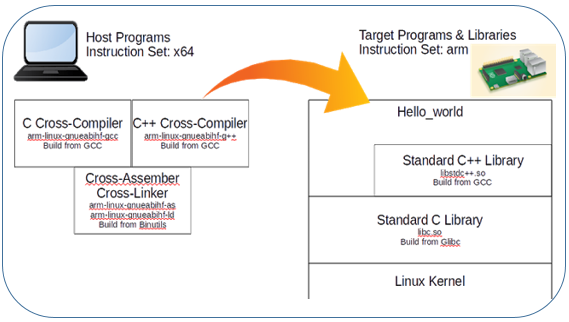 Host Programs
Instruction Set: x64
Target Programs & Libraries
Instruction Set: arm
C Cross-Compiler
arm-linux-gnueabihf-gcc
Build from GCC
C++ Cross-Compiler
arm-linux-gnueabihf-g++
Build from GCC
Cross-Assembler
Cross-Linker
arm-linux-gnueabihf-as
arm-linux-gnueabihf-ld
Build from Binutils
Hello_world
Standard C++ Library
libstdc++.so
Build from GCC
Standard C Library
libc.so
Build from Glibc
Linux Kernel